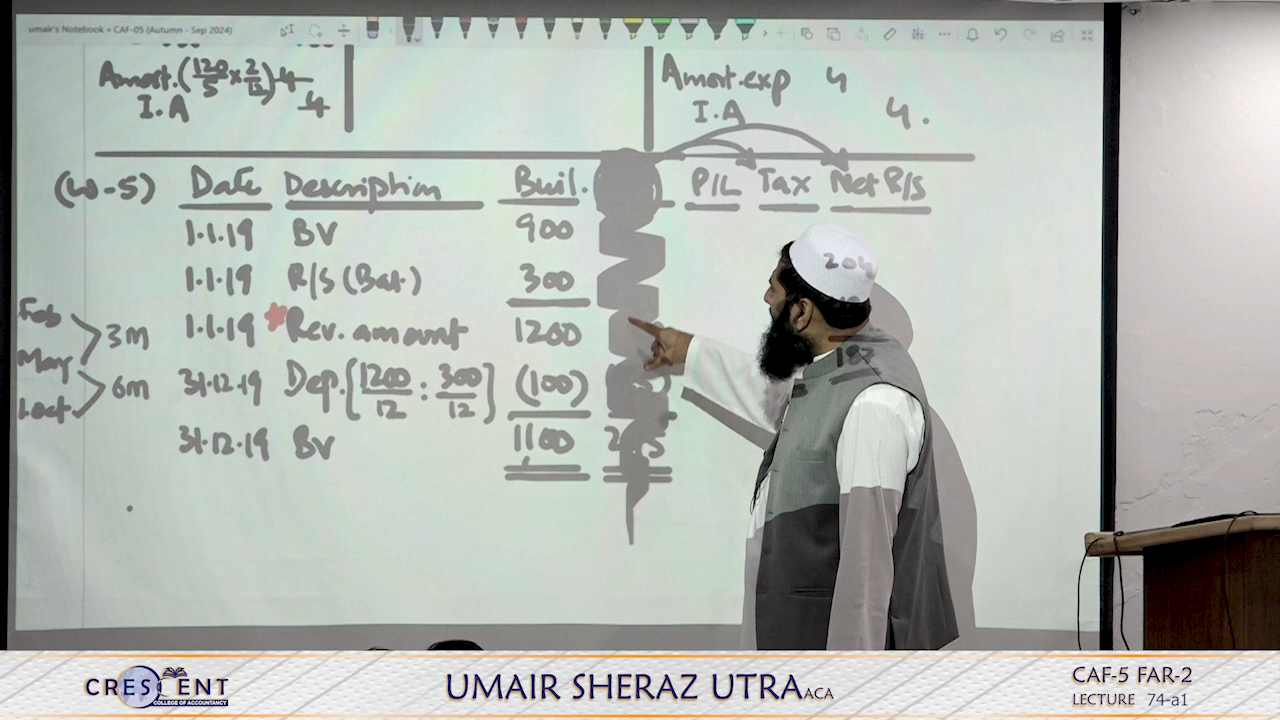 umair's Notebook » CAF-05 (Autumn - Sep 2024)
Amort. (120/5 x 2/12) 4
I.A 4
Amort.exp 4
I.A 4.
(W-5) Date Description Buil. P/L Tax Net R/S
1.1.19 BV 900
1.1.19 R/S (Bal.) 300
1.1.19 *Rev. amount 1200
31.12.19 Dep. [1200/12 : 300/12] (100)
31.12.19 BV 1100
Feb
May
3m
6m
204
187
CRESCENT
COLLEGE OF ACCOUNTANCY
UMAIR SHERAZ UTRA ACA
CAF-5 FAR-2
LECTURE 74-a1